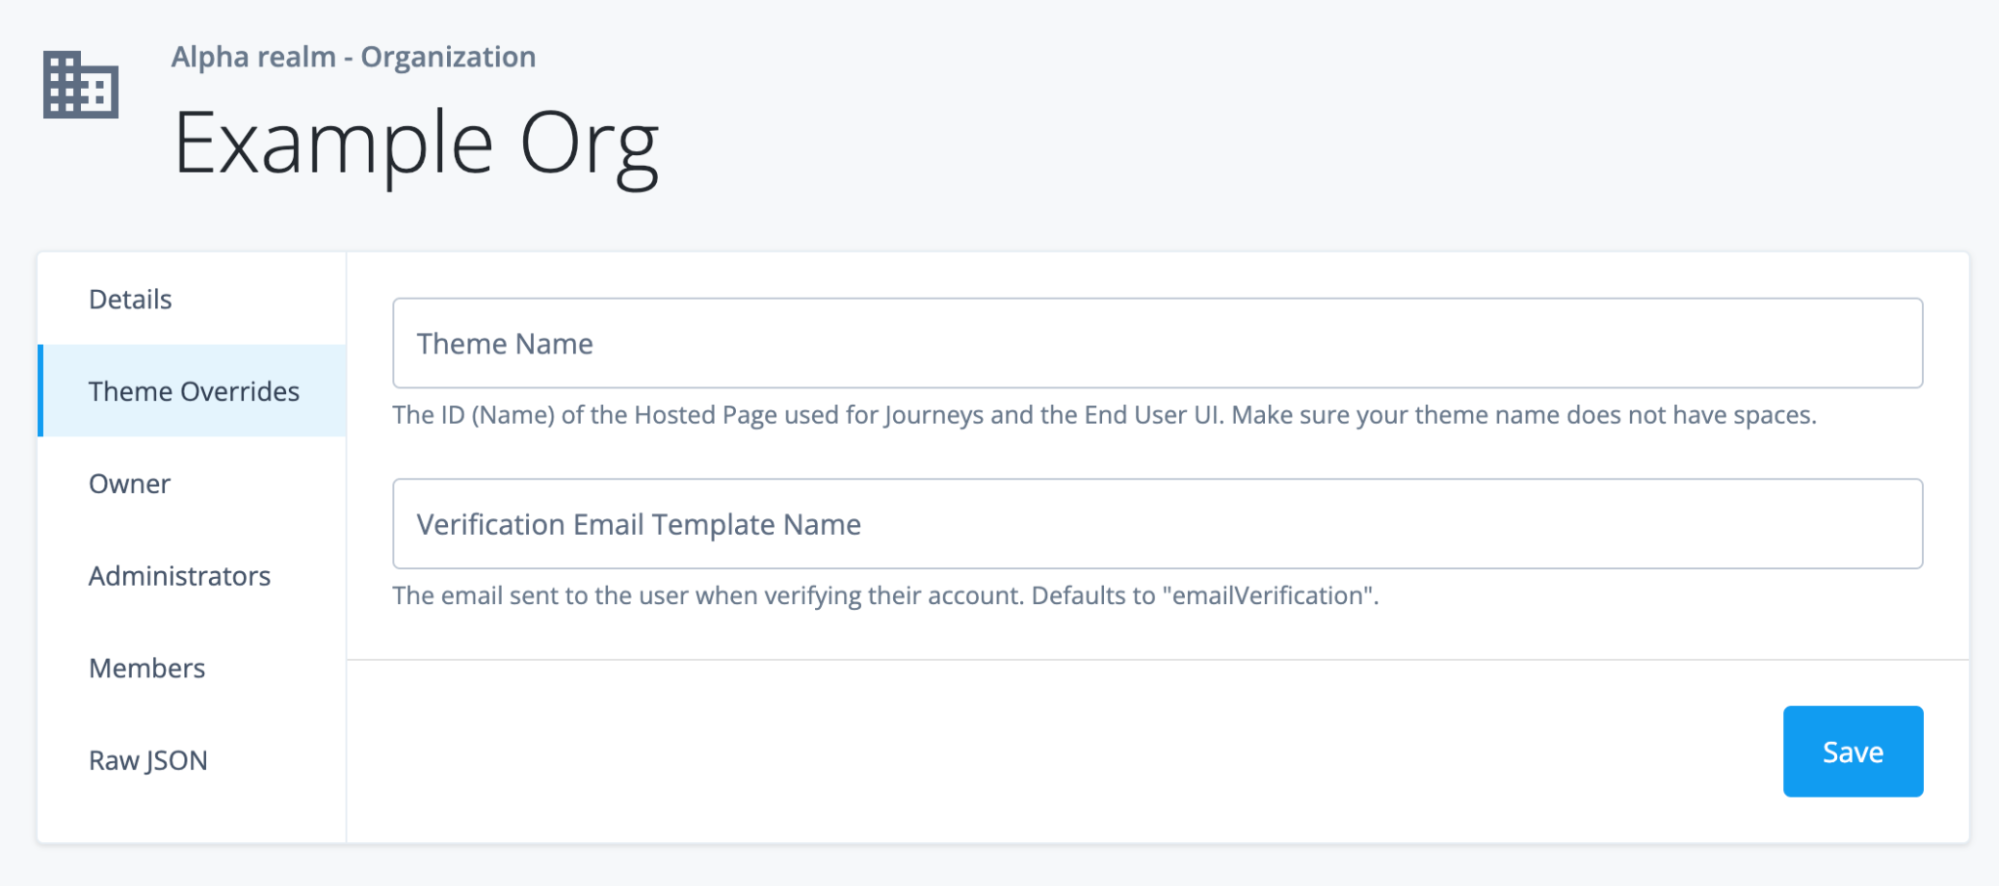 Alpha realm - Organization
Example Org
Details
Theme Overrides
Owner
Administrators
Members
Raw JSON
Theme Name
The ID (Name) of the Hosted Page used for Journeys and the End User UI. Make sure your theme name does not have spaces.
Verification Email Template Name
The email sent to the user when verifying their account. Defaults to "emailVerification".
Save